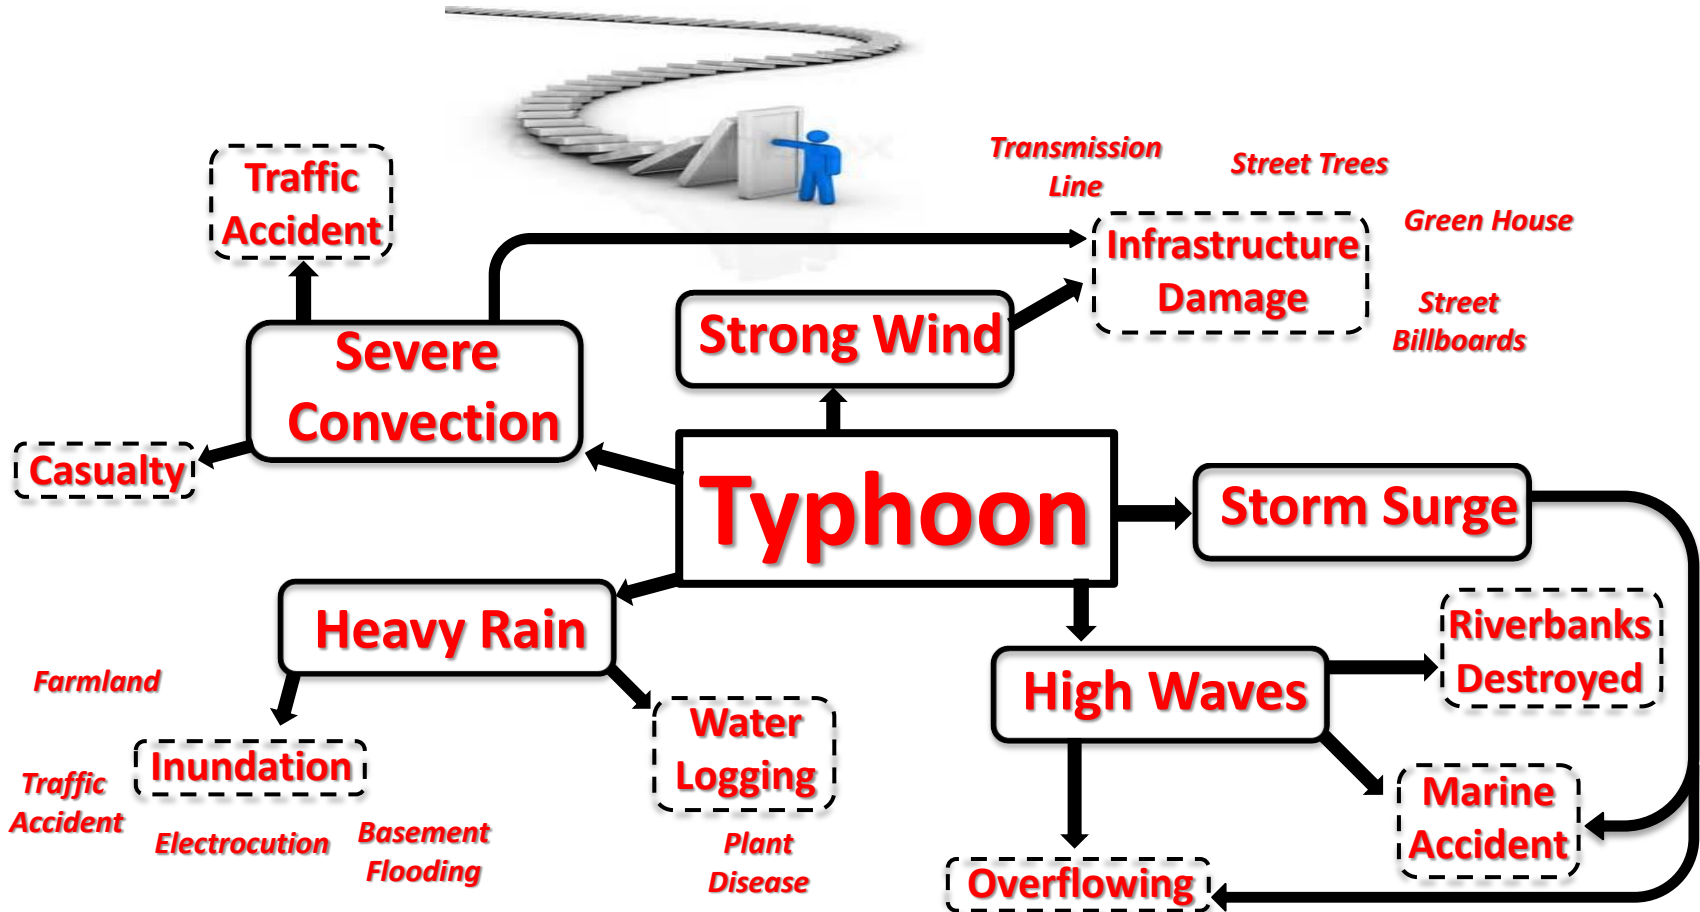 Traffic
Accident
Transmission
Line
Street Trees
Green House
Infrastructure
Damage
Street
Billboards
Strong Wind
Severe
Convection
Casualty
Typhoon
Storm Surge
Heavy Rain
Riverbanks
Destroyed
High Waves
Farmland
Inundation
Water
Logging
Traffic
Accident
Electrocution
Basement
Flooding
Plant
Disease
Marine
Accident
Overflowing